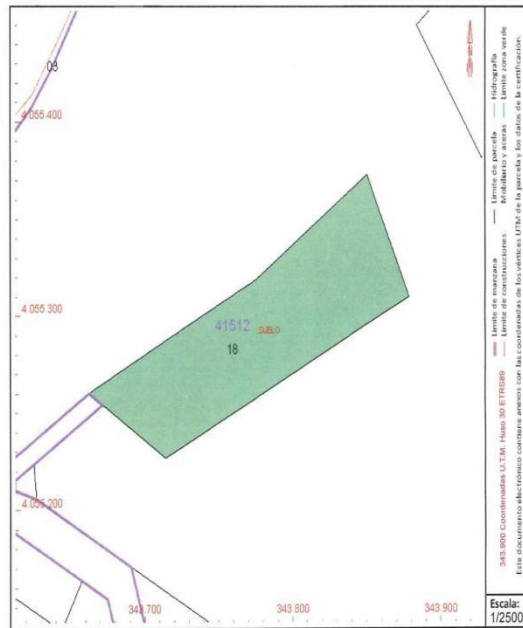 03
4 055 400
4 055 300
41512
SUELO
18
4 055 200
343.700
343.800
343.900
343.900 Coordenadas U.T.M. Huso 30 ETRS89
Límite de manzana
Límite de parcela
Hidrografía
Límite de construcciones
Mobiliario y aceras
Límite zona verde
Este documento electrónico contiene anexos con las coordenadas de los vértices UTM de la parcela y los datos de la certificación.
Escala:
1/2500